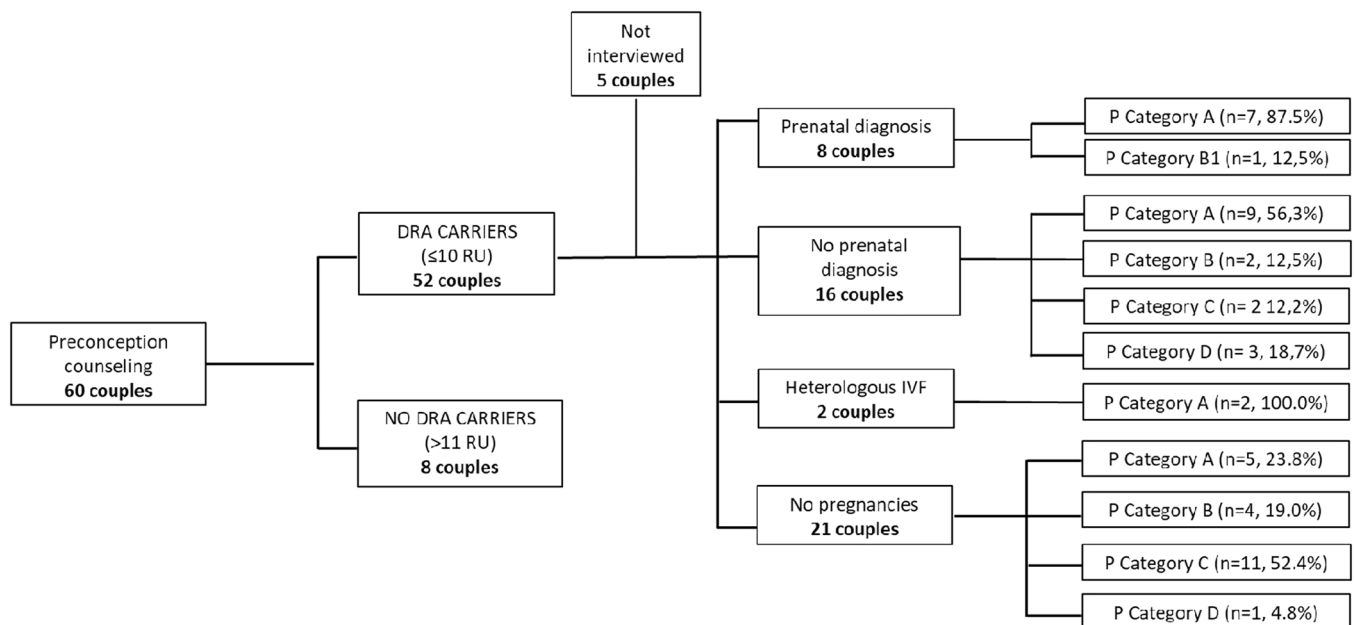 Not
interviewed
5 couples
Prenatal diagnosis
8 couples
P Category A (n=7, 87.5%)
P Category B1 (n=1, 12,5%)
DRA CARRIERS
(≤10 RU)
52 couples
No prenatal
diagnosis
16 couples
P Category A (n=9, 56,3%)
P Category B (n=2, 12,5%)
P Category C (n= 2 12,2%)
P Category D (n= 3, 18,7%)
Preconception
counseling
60 couples
Heterologous IVF
2 couples
P Category A (n=2, 100.0%)
NO DRA CARRIERS
(>11 RU)
8 couples
No pregnancies
21 couples
P Category A (n=5, 23.8%)
P Category B (n=4, 19.0%)
P Category C (n=11, 52.4%)
P Category D (n=1, 4.8%)